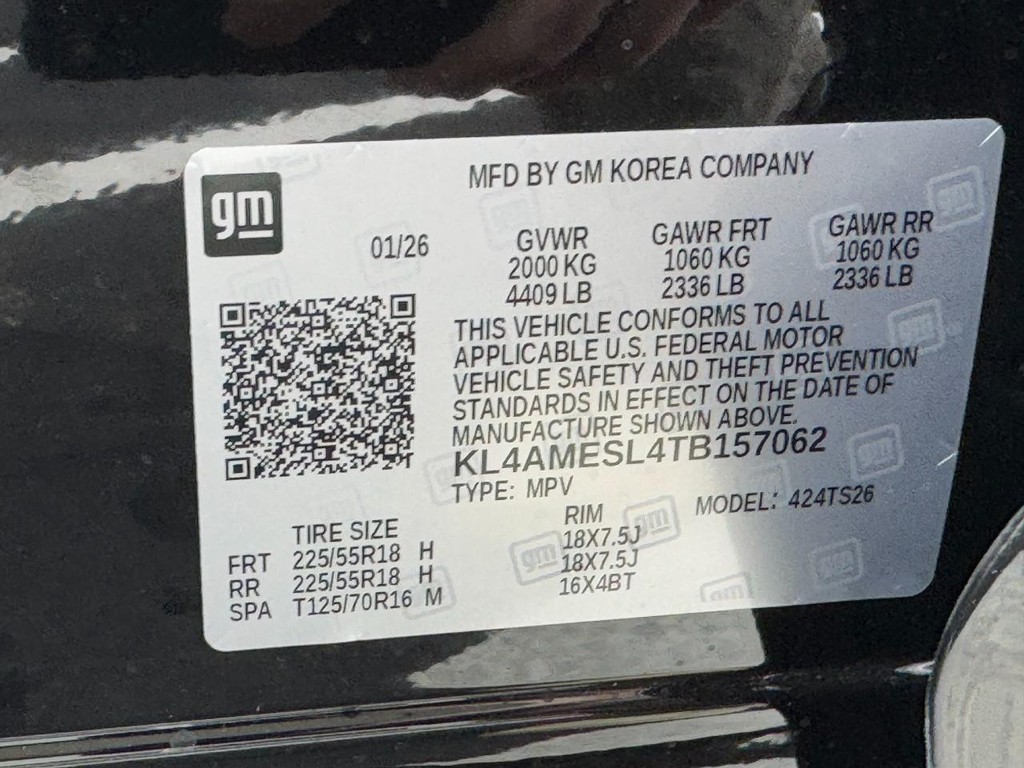 gm
MFD BY GM KOREA COMPANY
01/26
GVWR GAWR FRT GAWR RR
2000 KG 1060 KG 1060 KG
4409 LB 2336 LB 2336 LB
THIS VEHICLE CONFORMS TO ALL
APPLICABLE U.S. FEDERAL MOTOR
VEHICLE SAFETY AND THEFT PREVENTION
STANDARDS IN EFFECT ON THE DATE OF
MANUFACTURE SHOWN ABOVE.
KL4AMESL4TB157062
TYPE: MPV MODEL: 424TS26
TIRE SIZE RIM
FRT 225/55R18 H 18X7.5J
RR 225/55R18 H 18X7.5J
SPA T125/70R16 M 16X4BT